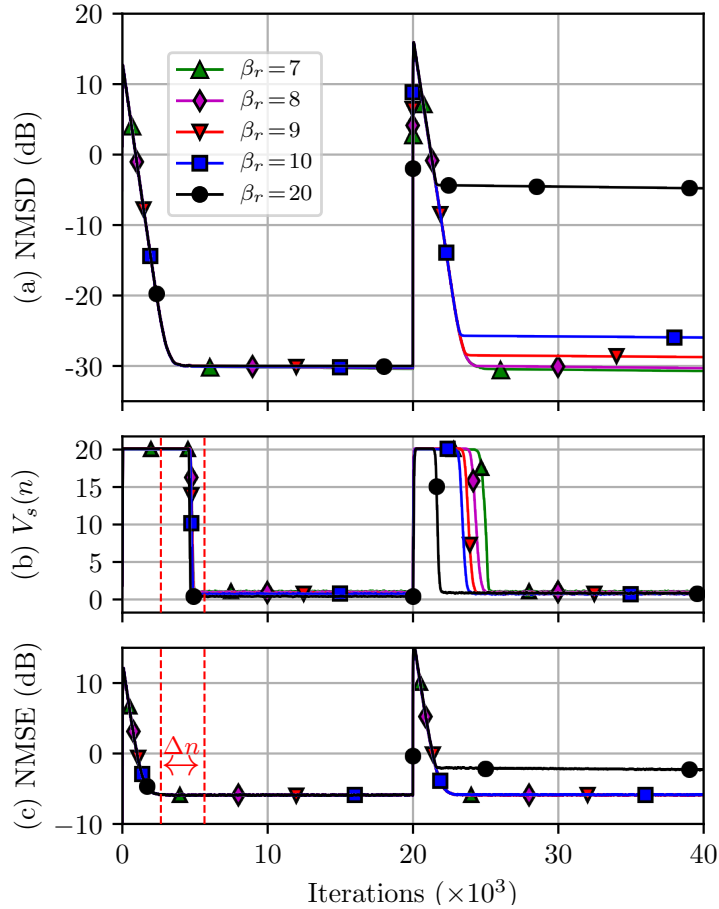 20
10
0
-10
-20
-30
(a) NMSD (dB)
β_r=7
β_r=8
β_r=9
β_r=10
β_r=20
20
15
10
5
0
(b) V_s(n)
10
0
−10
(c) NMSE (dB)
Δn
0 10 20 30 40
Iterations (×10³)